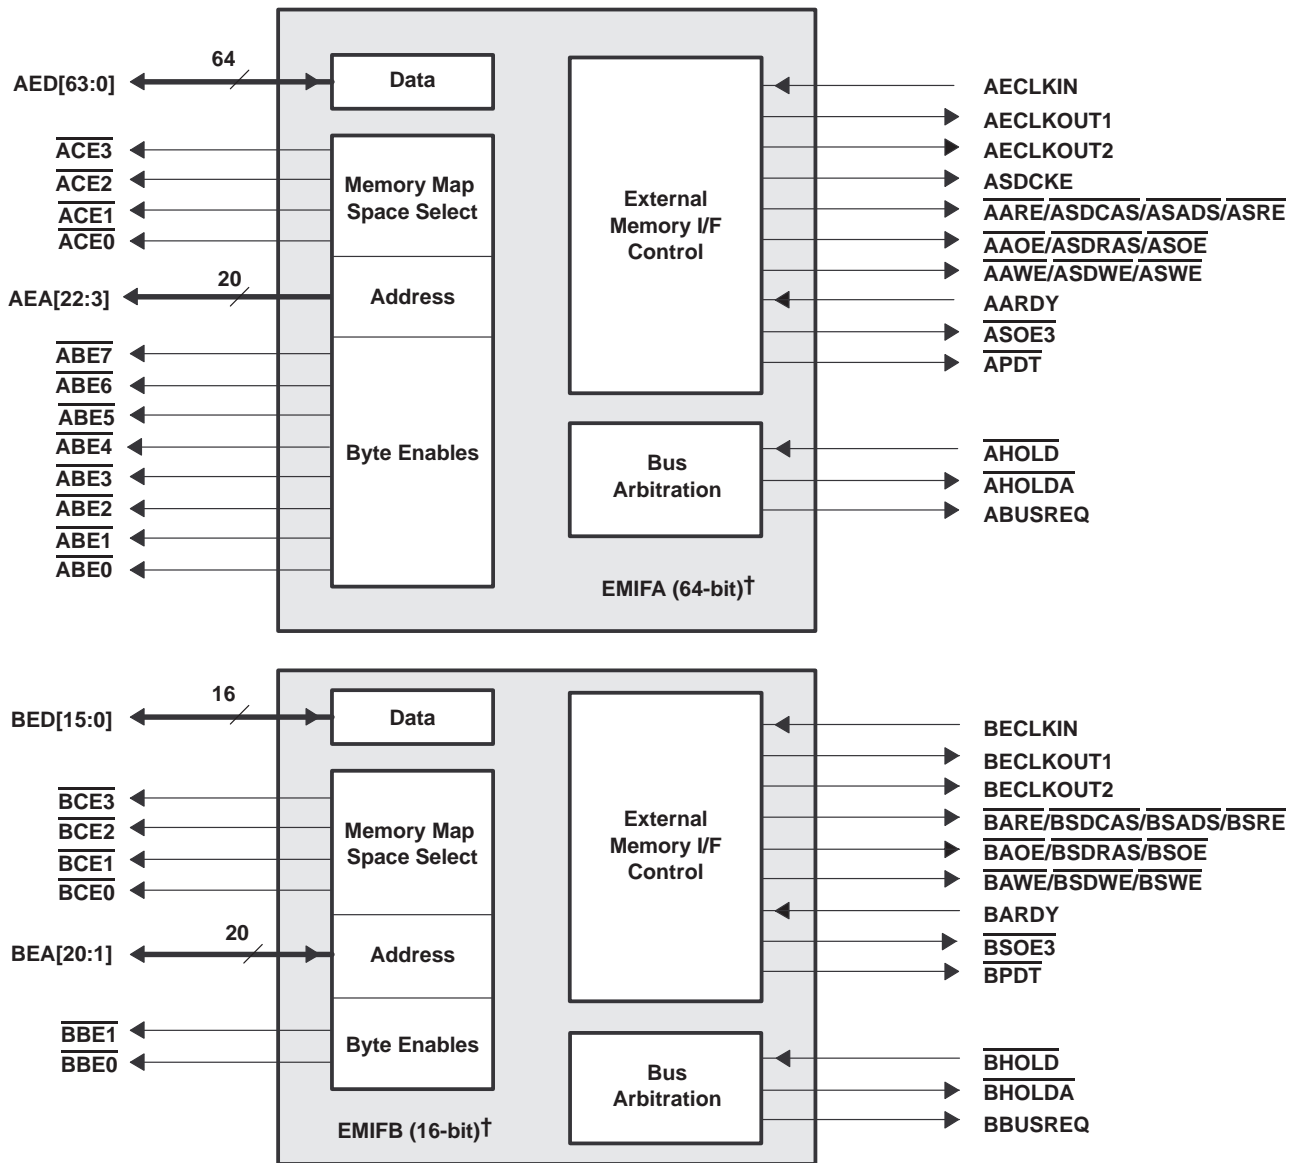 64
AED[63:0]
Data
ACE3
ACE2
ACE1
ACE0
Memory Map
Space Select
20
AEA[22:3]
Address
ABE7
ABE6
ABE5
ABE4
ABE3
ABE2
ABE1
ABE0
Byte Enables
External
Memory I/F
Control
AECLKIN
AECLKOUT1
AECLKOUT2
ASDCKE
AARE/ASDCAS/ASADS/ASRE
AAOE/ASDRAS/ASOE
AAWE/ASDWE/ASWE
AARDY
ASOE3
APDT
Bus
Arbitration
AHOLD
AHOLDA
ABUSREQ
EMIFA (64-bit)†
16
BED[15:0]
Data
BCE3
BCE2
BCE1
BCE0
Memory Map
Space Select
20
BEA[20:1]
Address
BBE1
BBE0
Byte Enables
External
Memory I/F
Control
BECLKIN
BECLKOUT1
BECLKOUT2
BARE/BSDCAS/BSADS/BSRE
BAOE/BSDRAS/BSOE
BAWE/BSDWE/BSWE
BARDY
BSOE3
BPDT
Bus
Arbitration
BHOLD
BHOLDA
BBUSREQ
EMIFB (16-bit)†